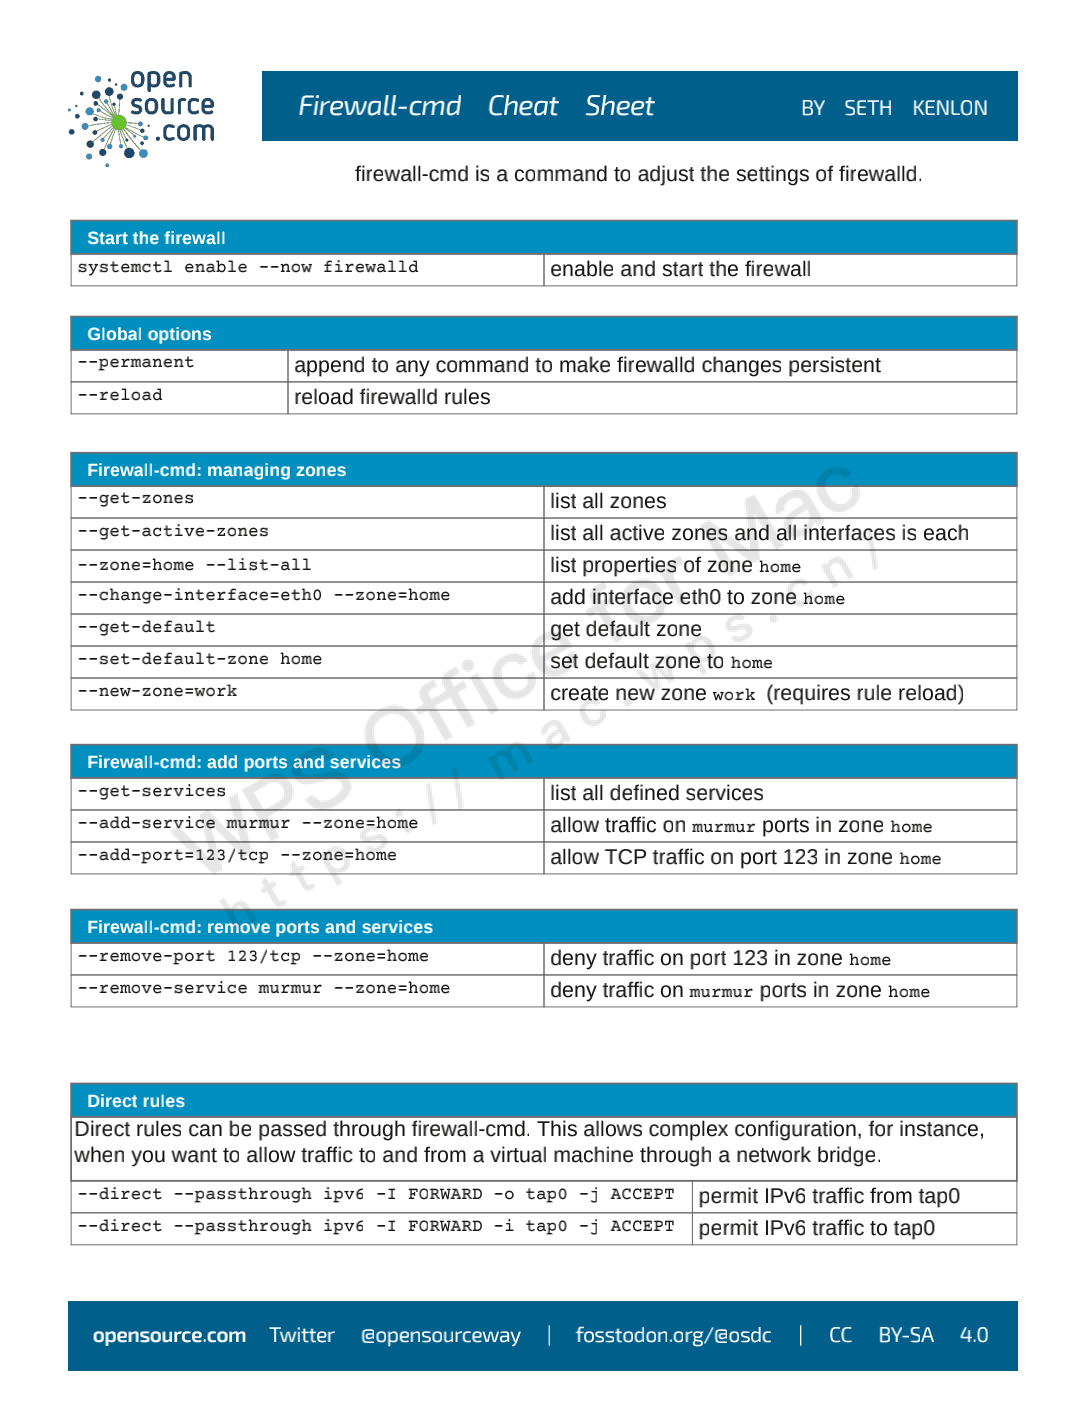 open
source
.com
Firewall-cmd Cheat Sheet BY SETH KENLON
firewall-cmd is a command to adjust the settings of firewalld.
Start the firewall
systemctl enable --now firewalld enable and start the firewall
Global options
--permanent append to any command to make firewalld changes persistent
--reload reload firewalld rules
Firewall-cmd: managing zones
--get-zones list all zones
--get-active-zones list all active zones and all interfaces is each
--zone=home --list-all list properties of zone home
--change-interface=eth0 --zone=home add interface eth0 to zone home
--get-default get default zone
--set-default-zone home set default zone to home
--new-zone=work create new zone work (requires rule reload)
Firewall-cmd: add ports and services
--get-services list all defined services
--add-service murmur --zone=home allow traffic on murmur ports in zone home
--add-port=123/tcp --zone=home allow TCP traffic on port 123 in zone home
Firewall-cmd: remove ports and services
--remove-port 123/tcp --zone=home deny traffic on port 123 in zone home
--remove-service murmur --zone=home deny traffic on murmur ports in zone home
Direct rules
Direct rules can be passed through firewall-cmd. This allows complex configuration, for instance,
when you want to allow traffic to and from a virtual machine through a network bridge.
--direct --passthrough ipv6 -I FORWARD -o tap0 -j ACCEPT permit IPv6 traffic from tap0
--direct --passthrough ipv6 -I FORWARD -i tap0 -j ACCEPT permit IPv6 traffic to tap0
opensource.com Twitter @opensourceway | fosstodon.org/@osdc | CC BY-SA 4.0
WPS Office for Mac
https://mac.wps.cn/